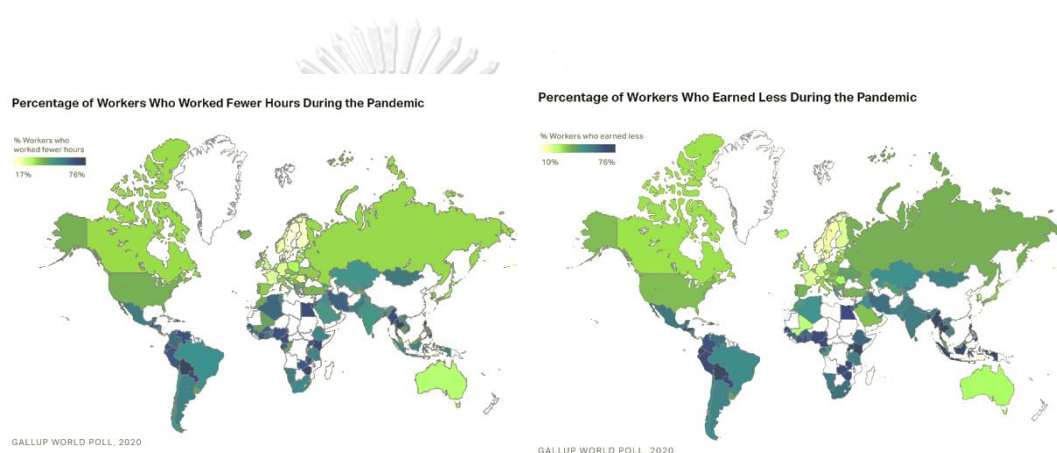 Percentage of Workers Who Worked Fewer Hours During the Pandemic
% Workers who
worked fewer hours
17% 76%
GALLUP WORLD POLL, 2020
Percentage of Workers Who Earned Less During the Pandemic
% Workers who earned less
10% 76%
GALLUP WORLD POLL, 2020